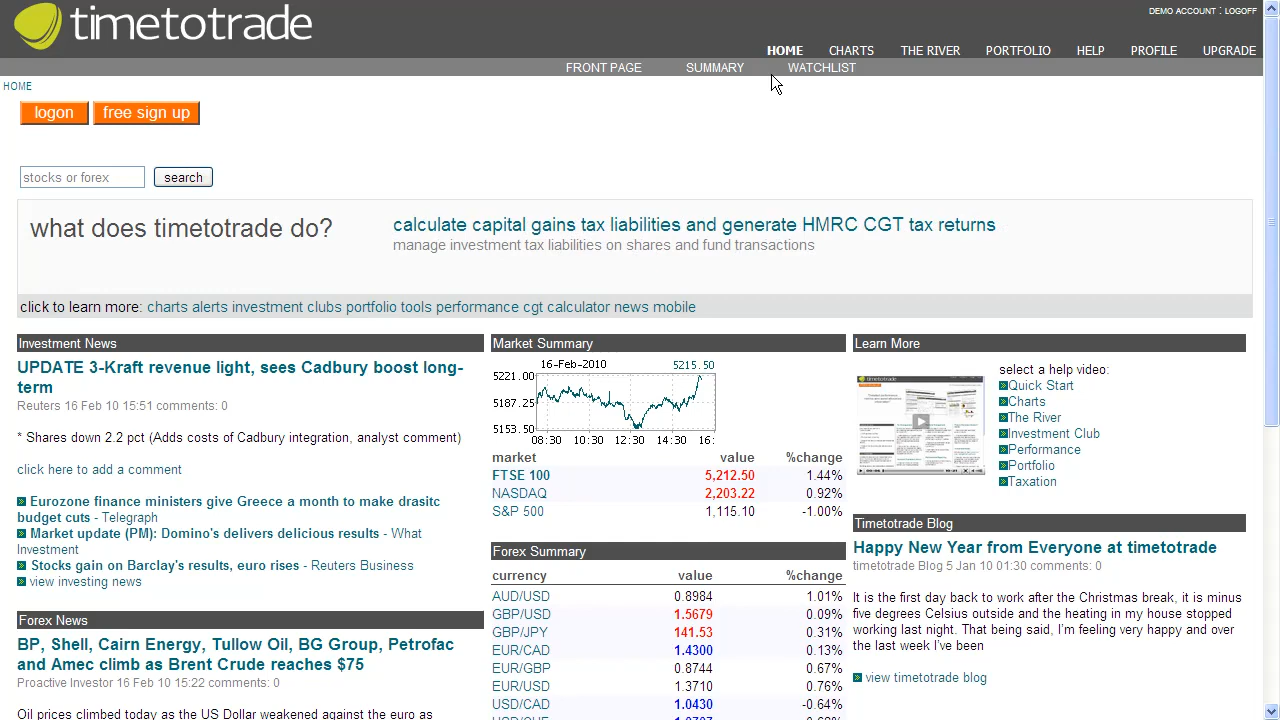 timetotrade
DEMO ACCOUNT : LOGOFF
HOME CHARTS THE RIVER PORTFOLIO HELP PROFILE UPGRADE
FRONT PAGE SUMMARY WATCHLIST
HOME
logon free sign up
stocks or forex search
what does timetotrade do?
calculate capital gains tax liabilities and generate HMRC CGT tax returns
manage investment tax liabilities on shares and fund transactions
click to learn more: charts alerts investment clubs portfolio tools performance cgt calculator news mobile
Investment News
UPDATE 3-Kraft revenue light, sees Cadbury boost long-
term
Reuters 16 Feb 10 15:51 comments: 0
* Shares down 2.2 pct (Adds
integration, analyst comment)
click here to add a comment
Eurozone finance ministers give Greece a month to make drasitc
budget cuts - Telegraph
Market update (PM): Domino's delivers delicious results - What
Investment
Stocks gain on Barclay's results, euro rises - Reuters Business
view investing news
Forex News
BP, Shell, Cairn Energy, Tullow Oil, BG Group, Petrofac
and Amec climb as Brent Crude reaches $75
Proactive Investor 16 Feb 10 15:22 comments: 0
Oil prices climbed today as the US Dollar weakened against the euro as
Market Summary
16-Feb-2010 5215.50
5221.00
5187.25
5153.50
market value %change
FTSE 100 5,212.50 1.44%
NASDAQ 2,203.22 0.92%
S&P 500 1,115.10 -1.00%
Forex Summary
currency value %change
AUD/USD 0.8984 1.01%
GBP/USD 1.5679 0.09%
GBP/JPY 141.53 0.31%
EUR/CAD 1.4300 0.13%
EUR/GBP 0.8744 0.67%
EUR/USD 1.3710 0.76%
USD/CAD 1.0430 -0.64%
Learn More
select a help video:
Quick Start
Charts
The River
Investment Club
Performance
Portfolio
Taxation
Timetotrade Blog
Happy New Year from Everyone at timetotrade
timetotrade Blog 5 Jan 10 01:30 comments: 0
It is the first day back to work after the Christmas break, it is minus
five degrees Celsius outside and the heating in my house stopped
working last night. That being said, I'm feeling very happy and over
the last week I've been
view timetotrade blog